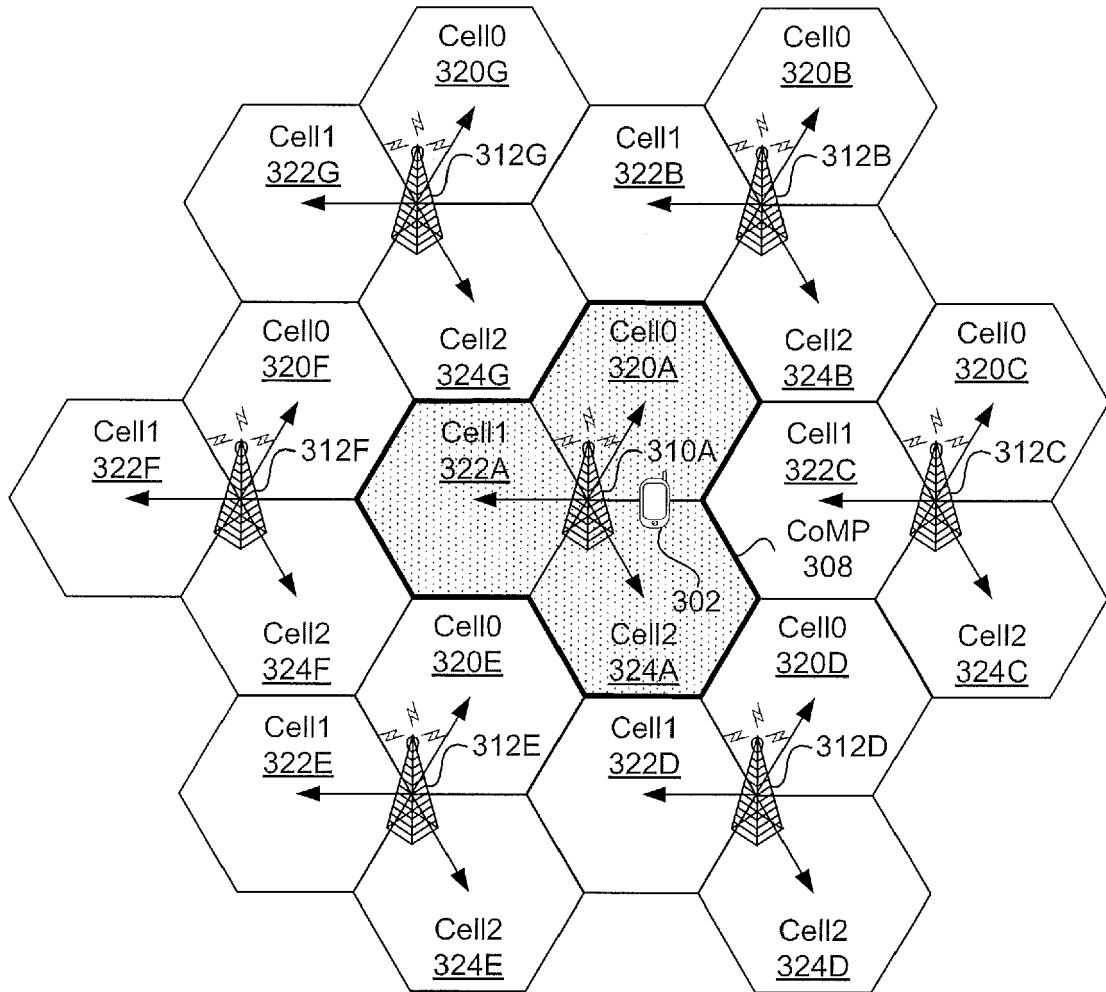 Cell0
320G
Cell0
320B
Cell1
322G
312G
Cell1
322B
312B
Cell0
320F
Cell2
324G
Cell0
320A
Cell2
324B
Cell0
320C
Cell1
322F
312F
Cell1
322A
310A
Cell1
322C
312C
CoMP
308
302
Cell2
324F
Cell0
320E
Cell2
324A
Cell0
320D
Cell2
324C
Cell1
322E
312E
Cell1
322D
312D
Cell2
324E
Cell2
324D